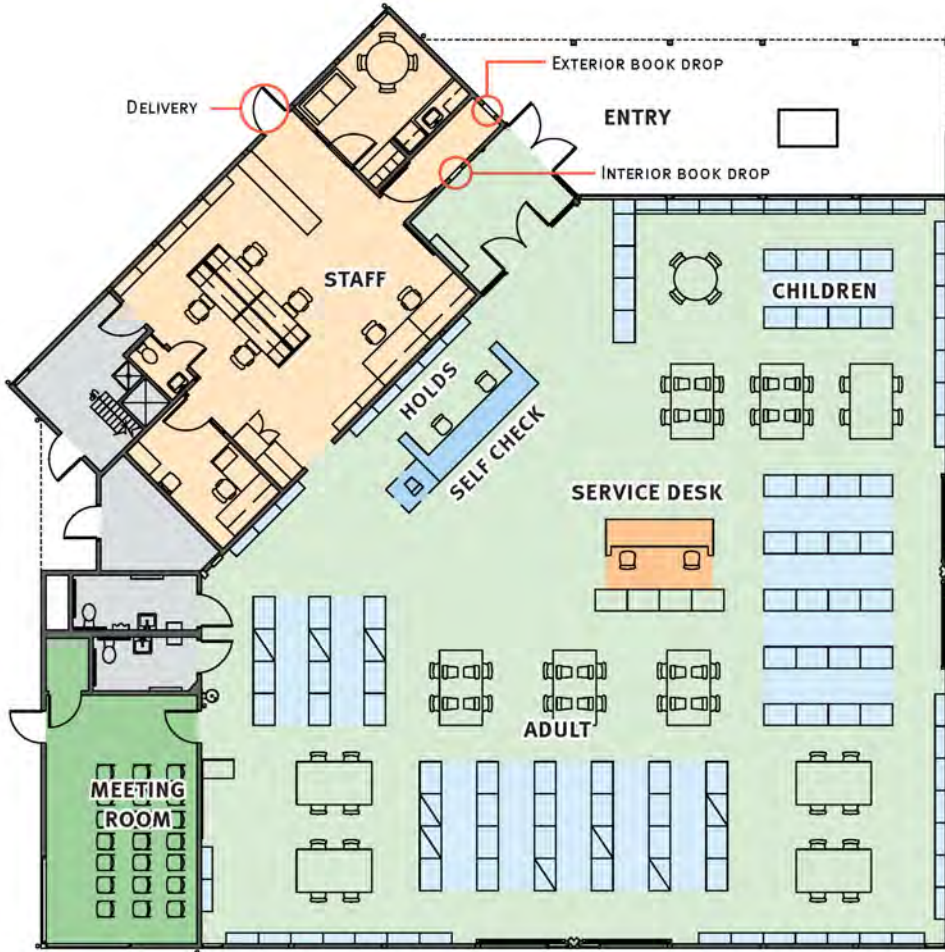 EXTERIOR BOOK DROP
DELIVERY
ENTRY
INTERIOR BOOK DROP
STAFF
CHILDREN
HOLDS
SELF CHECK
SERVICE DESK
ADULT
MEETING
ROOM